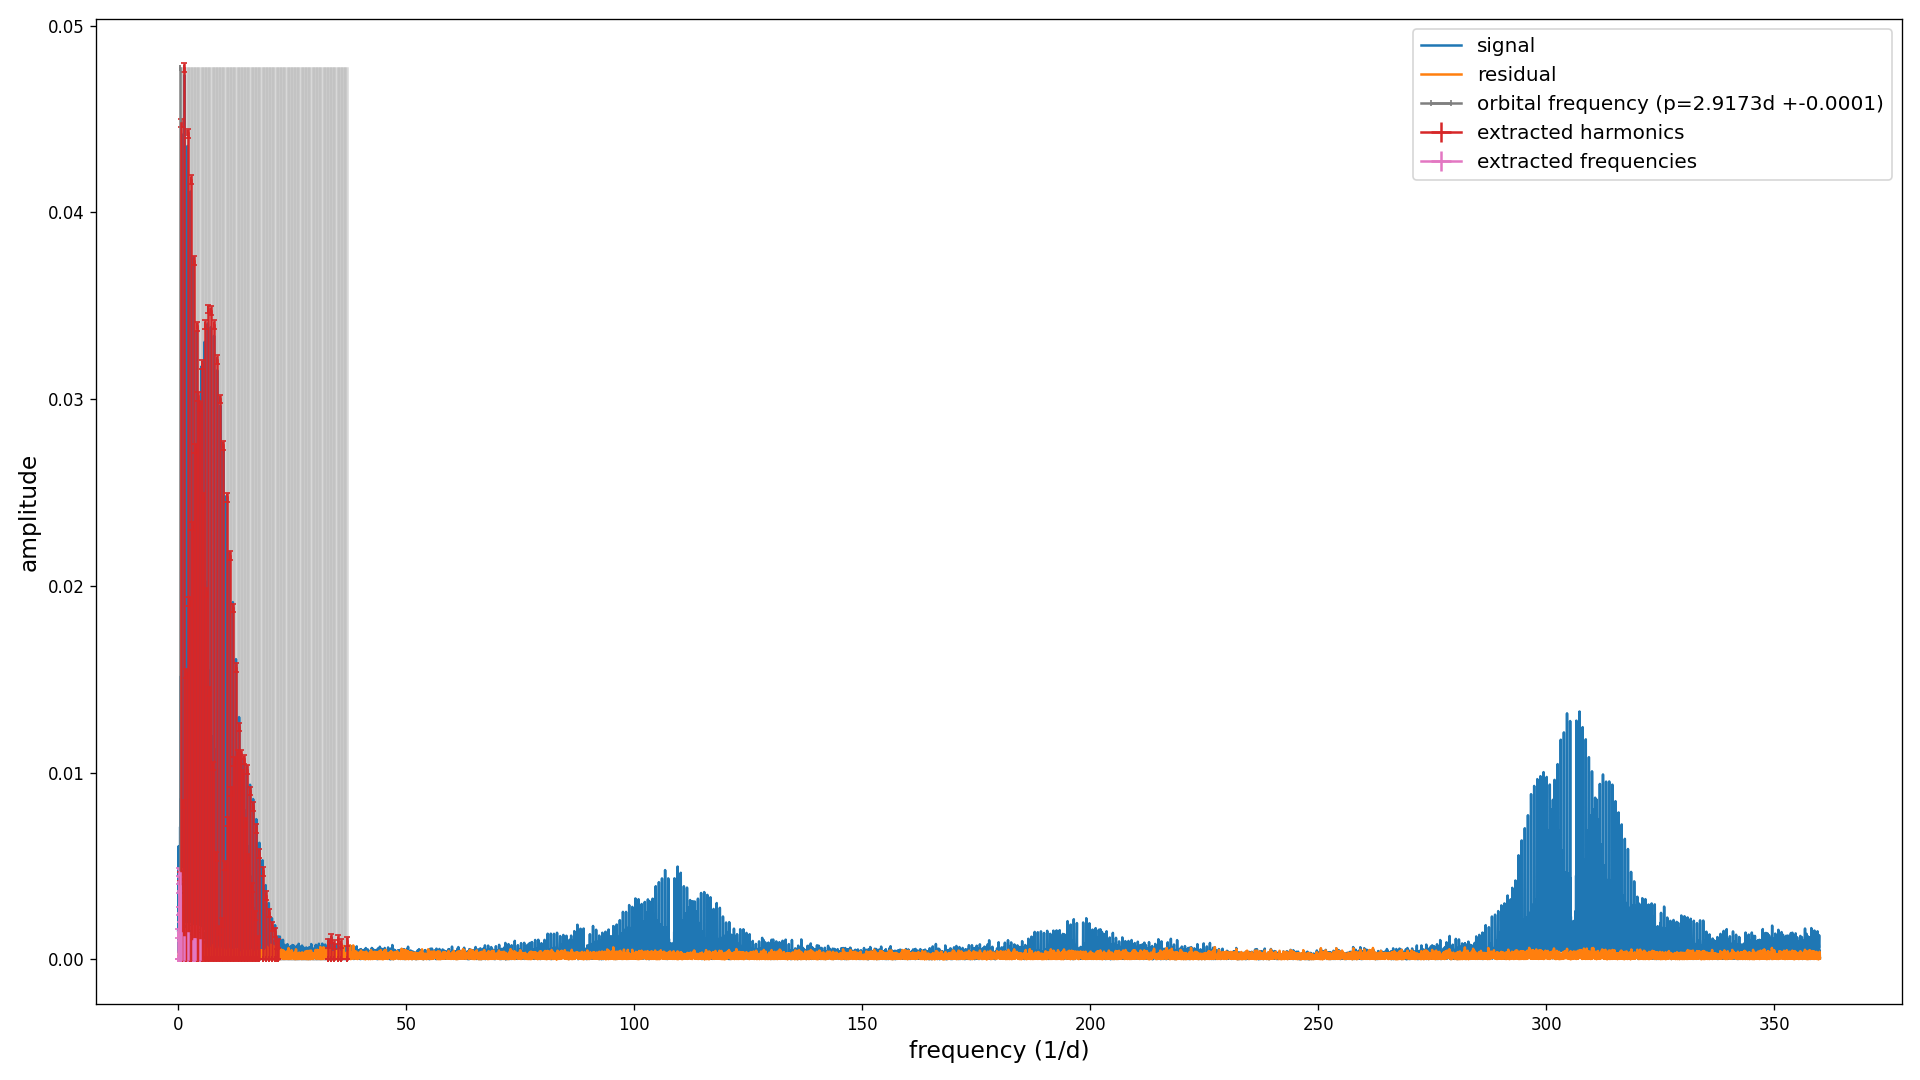 0.05
0.04
0.03
0.02
0.01
0.00
amplitude
0
50
100
150
200
250
300
350
frequency (1/d)
signal
residual
orbital frequency (p=2.9173d +-0.0001)
extracted harmonics
extracted frequencies